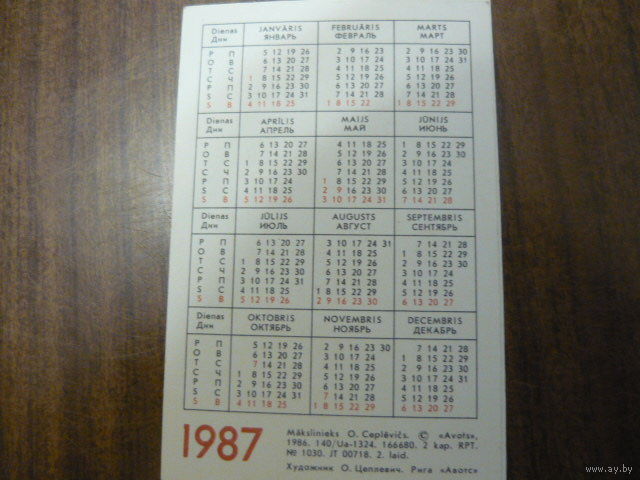 Dienas JANVĀRIS FEBRUĀRIS MARTS
Дни ЯНВАРЬ ФЕВРАЛЬ МАРТ
P П 5 12 19 26 2 9 16 23 2 9 16 23 30
O В 6 13 20 27 3 10 17 24 3 10 17 24 31
T С 7 14 21 28 4 11 18 25 4 11 18 25
C Ч 1 8 15 22 29 5 12 19 26 5 12 19 26
P П 2 9 16 23 30 6 13 20 27 6 13 20 27
S С 3 10 17 24 31 7 14 21 28 7 14 21 28
S В 4 11 18 25 1 8 15 22 1 8 15 22 29
Dienas APRĪLIS MAIJS JŪNIJS
Дни АПРЕЛЬ МАЙ ИЮНЬ
P П 6 13 20 27 4 11 18 25 1 8 15 22 29
O В 7 14 21 28 5 12 19 26 2 9 16 23 30
T С 1 8 15 22 29 6 13 20 27 3 10 17 24
C Ч 2 9 16 23 30 7 14 21 28 4 11 18 25
P П 3 10 17 24 1 8 15 22 29 5 12 19 26
S С 4 11 18 25 2 9 16 23 30 6 13 20 27
S В 5 12 19 26 3 10 17 24 31 7 14 21 28
Dienas JŪLIJS AUGUSTS SEPTEMBRIS
Дни ИЮЛЬ АВГУСТ СЕНТЯБРЬ
P П 6 13 20 27 3 10 17 24 31 7 14 21 28
O В 7 14 21 28 4 11 18 25 1 8 15 22 29
T С 1 8 15 22 29 5 12 19 26 2 9 16 23 30
C Ч 2 9 16 23 30 6 13 20 27 3 10 17 24
P П 3 10 17 24 31 7 14 21 28 4 11 18 25
S С 4 11 18 25 1 8 15 22 29 5 12 19 26
S В 5 12 19 26 2 9 16 23 30 6 13 20 27
Dienas OKTOBRIS NOVEMBRIS DECEMBRIS
Дни ОКТЯБРЬ НОЯБРЬ ДЕКАБРЬ
P П 5 12 19 26 2 9 16 23 30 7 14 21 28
O В 6 13 20 27 3 10 17 24 1 8 15 22 29
T С 7 14 21 28 4 11 18 25 2 9 16 23 30
C Ч 1 8 15 22 29 5 12 19 26 3 10 17 24 31
P П 2 9 16 23 30 6 13 20 27 4 11 18 25
S С 3 10 17 24 31 7 14 21 28 5 12 19 26
S В 4 11 18 25 1 8 15 22 29 6 13 20 27
1987
Mākslinieks O. Ceplēvičs. © «Avots»,
1986. 140/Ua-1324. 166680. 2 kap. RPT.
№ 1030. JT 00718. 2. laid.
Художник О. Цеплевич. Рига «Авотс»
www.ay.by